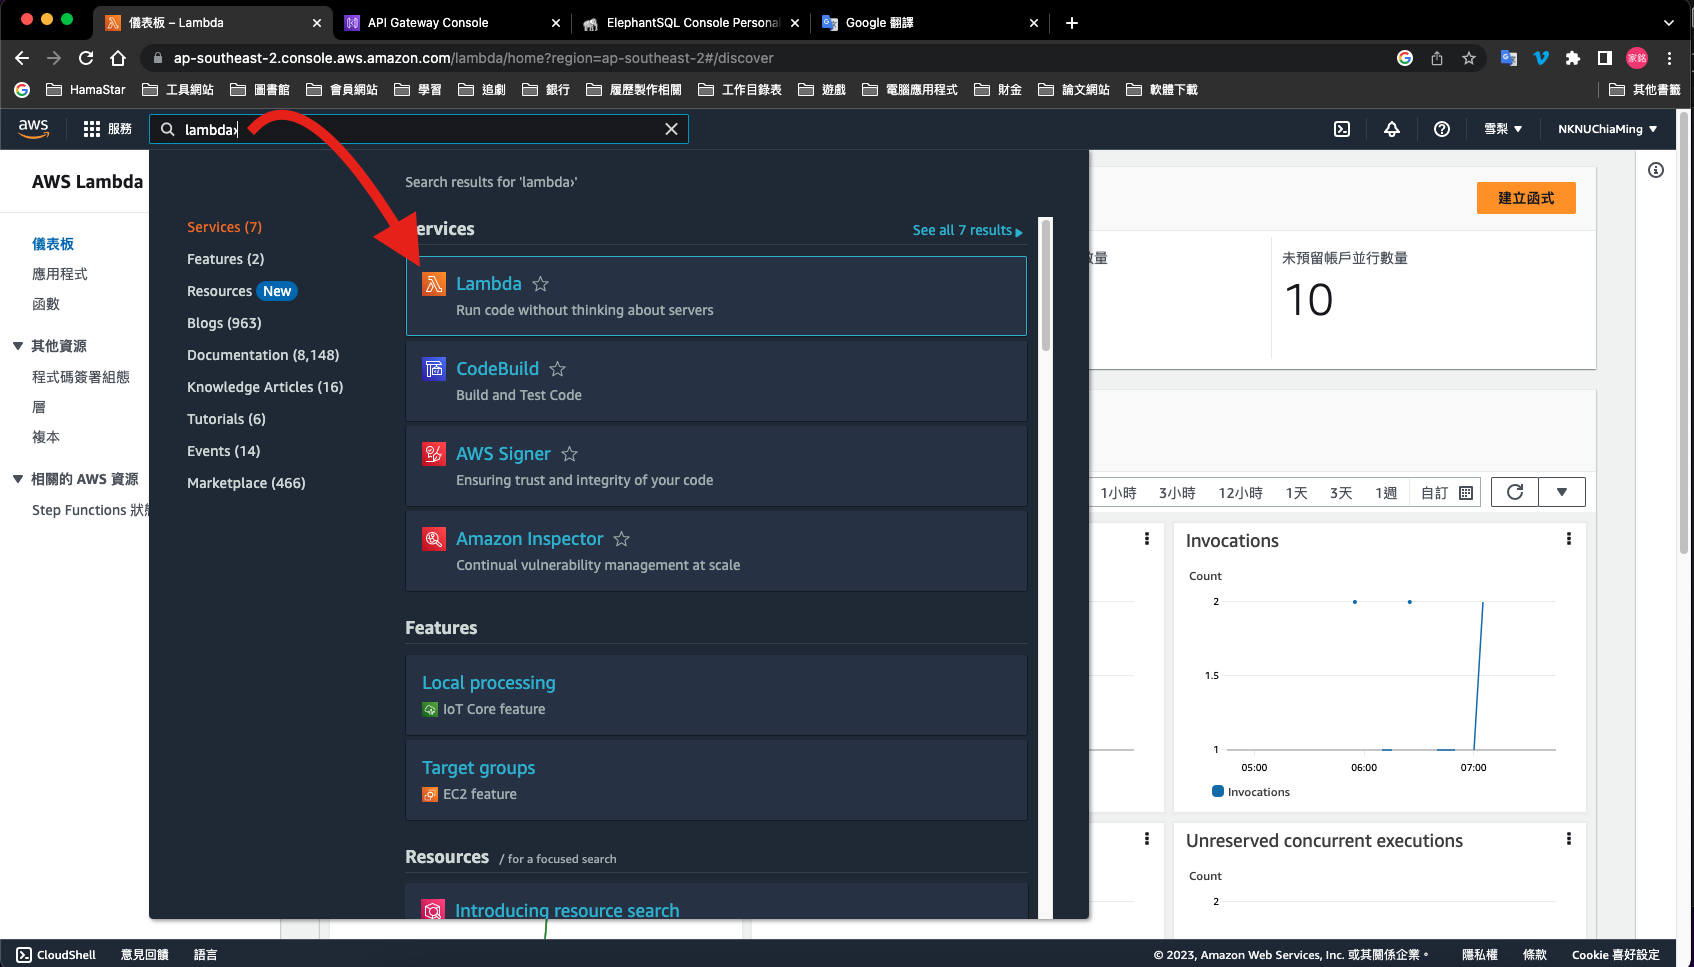 儀表板 – Lambda
API Gateway Console
ElephantSQL Console Personal
Google 翻譯
ap-southeast-2.console.aws.amazon.com/lambda/home?region=ap-southeast-2#/discover
家銘
HamaStar
工具網站
圖書館
會員網站
學習
追劇
銀行
履歷製作相關
工作目錄表
遊戲
電腦應用程式
財金
論文網站
軟體下載
其他書籤
aws
服務
lambda›
雪梨 ▼
NKNUChiaMing ▼
AWS Lambda
儀表板
應用程式
函數
▼ 其他資源
程式碼簽署組態
層
複本
▼ 相關的 AWS 資源
Step Functions 狀態
Search results for 'lambda›'
Services (7)
Features (2)
Resources New
Blogs (963)
Documentation (8,148)
Knowledge Articles (16)
Tutorials (6)
Events (14)
Marketplace (466)
ervices
See all 7 results ▶
Lambda
Run code without thinking about servers
CodeBuild
Build and Test Code
AWS Signer
Ensuring trust and integrity of your code
Amazon Inspector
Continual vulnerability management at scale
Features
Local processing
IoT Core feature
Target groups
EC2 feature
Resources / for a focused search
Introducing resource search
建立函式
數量
未預留帳戶並行數量
10
1小時
3小時
12小時
1天
3天
1週
自訂
Invocations
Count
2
1.5
1
05:00
06:00
07:00
Invocations
Unreserved concurrent executions
Count
2
CloudShell
意見回饋
語言
© 2023, Amazon Web Services, Inc. 或其關係企業。
隱私權
條款
Cookie 喜好設定